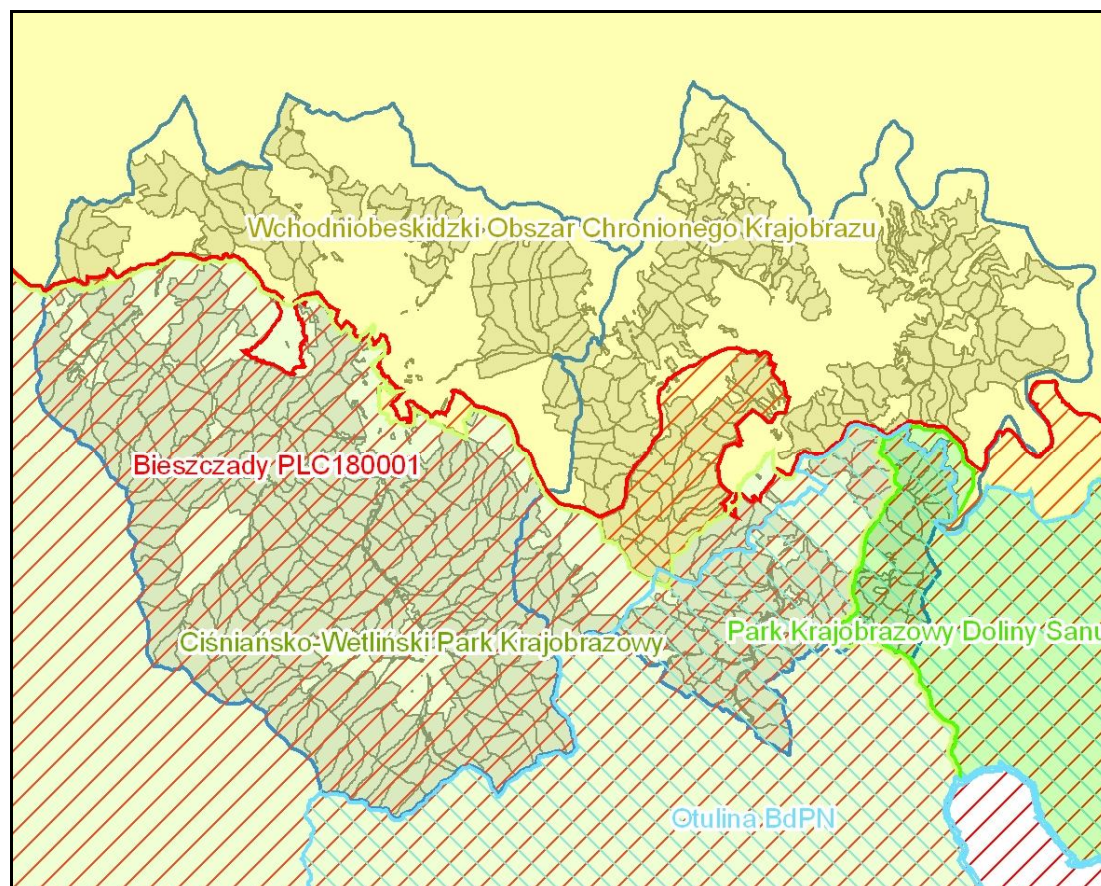 Wchodniobeskidzki Obszar Chronionego Krajobrazu
Bieszczady PLC180001
Ciśniańsko-Wetliński Park Krajobrazowy
Park Krajobrazowy Doliny Sanu
Otulina BdPN